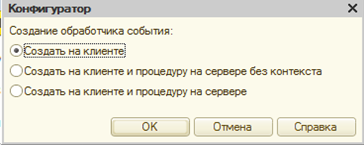 Конфигуратор
Создание обработчика события:
Создать на клиенте
Создать на клиенте и процедуру на сервере без контекста
Создать на клиенте и процедуру на сервере
ОК Отмена Справка